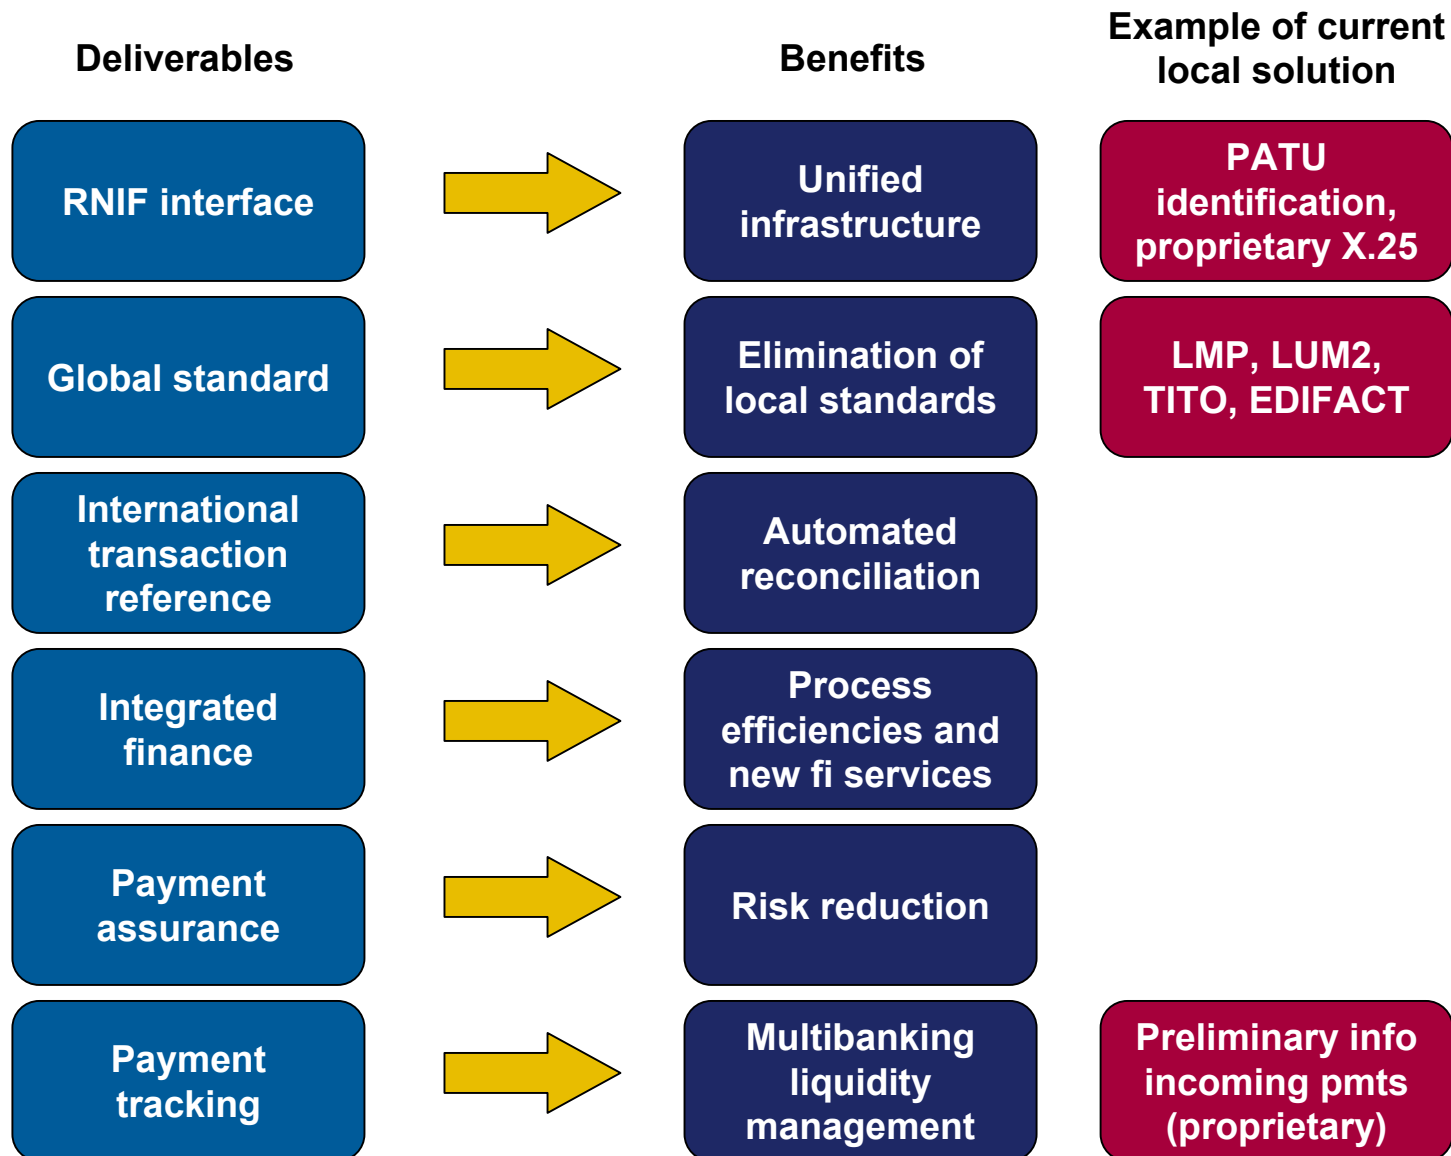 Deliverables
Benefits
Example of current
local solution
RNIF interface
Unified
infrastructure
PATU
identification,
proprietary X.25
Global standard
Elimination of
local standards
LMP, LUM2,
TITO, EDIFACT
International
transaction
reference
Automated
reconciliation
Integrated
finance
Process
efficiencies and
new fi services
Payment
assurance
Risk reduction
Payment
tracking
Multibanking
liquidity
management
Preliminary info
incoming pmts
(proprietary)